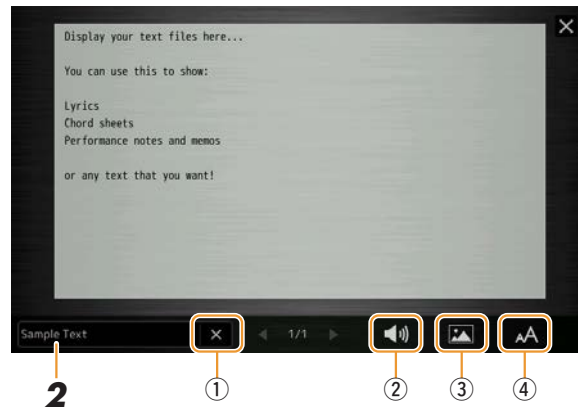 Display your text files here...
You can use this to show:
Lyrics
Chord sheets
Performance notes and memos
or any text that you want!
Sample Text × 1/1 AA
2 ① ② ③ ④